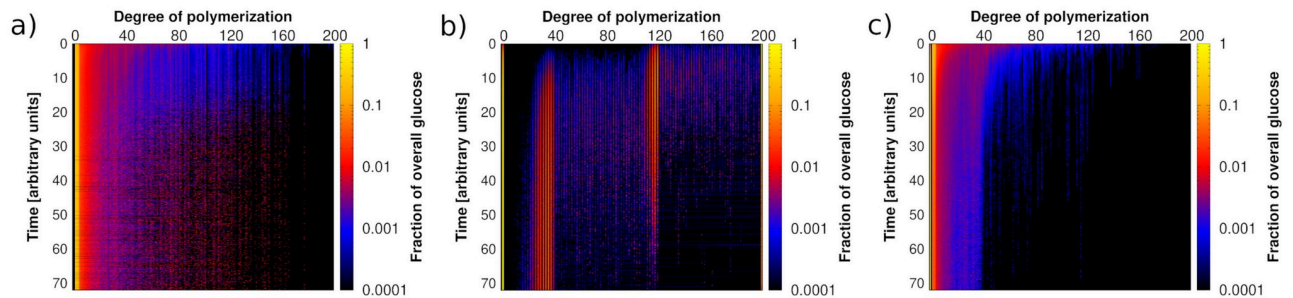 a)
Degree of polymerization
0 40 80 120 160 200
Time [arbitrary units]
0
10
20
30
40
50
60
70
1
0.1
0.01
0.001
0.0001
Fraction of overall glucose
b)
Degree of polymerization
0 40 80 120 160 200
Time [arbitrary units]
0
10
20
30
40
50
60
70
1
0.1
0.01
0.001
0.0001
Fraction of overall glucose
c)
Degree of polymerization
0 40 80 120 160 200
Time [arbitrary units]
0
10
20
30
40
50
60
70
1
0.1
0.01
0.001
0.0001
Fraction of overall glucose